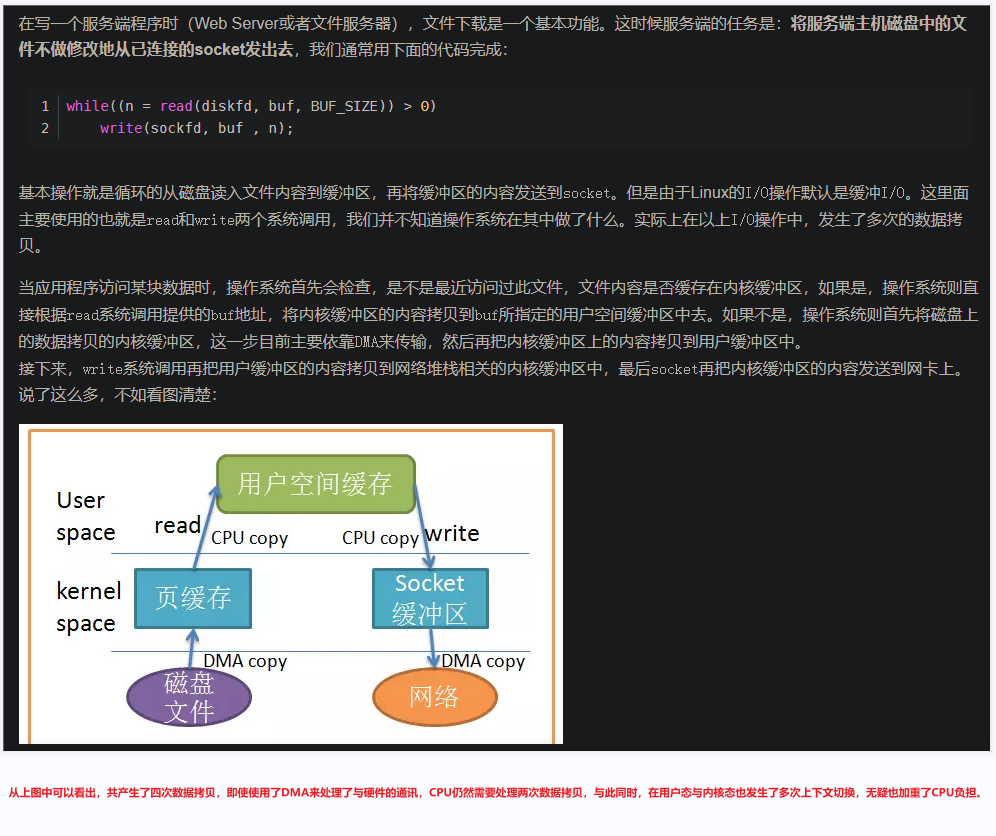 在写一个服务端程序时（Web Server或者文件服务器），文件下载是一个基本功能。这时候服务端的任务是：将服务端主机磁盘中的文
件不做修改地从已连接的socket发出去，我们通常用下面的代码完成：
1 while((n = read(diskfd, buf, BUF_SIZE)) > 0)
2     write(sockfd, buf , n);
基本操作就是循环的从磁盘读入文件内容到缓冲区，再将缓冲区的内容发送到socket。但是由于Linux的I/O操作默认是缓冲I/O。这里面
主要使用的也就是read和write两个系统调用，我们并不知道操作系统在其中做了什么。实际上在以上I/O操作中，发生了多次的数据拷
贝。
当应用程序访问某块数据时，操作系统首先会检查，是不是最近访问过此文件，文件内容是否缓存在内核缓冲区，如果是，操作系统则直
接根据read系统调用提供的buf地址，将内核缓冲区的内容拷贝到buf所指定的用户空间缓冲区中去。如果不是，操作系统则首先将磁盘上
的数据拷贝的内核缓冲区，这一步目前主要依靠DMA来传输，然后再把内核缓冲区上的内容拷贝到用户缓冲区中。
接下来，write系统调用再把用户缓冲区的内容拷贝到网络堆栈相关的内核缓冲区中，最后socket再把内核缓冲区的内容发送到网卡上。
说了这么多，不如看图清楚：
用户空间缓存
User
space
read
CPU copy
CPU copy
write
kernel
space
页缓存
Socket
缓冲区
DMA copy
DMA copy
磁盘
文件
网络
从上图中可以看出，共产生了四次数据拷贝，即使使用了DMA来处理了与硬件的通讯，CPU仍然需要处理两次数据拷贝，与此同时，在用户态与内核态也发生了多次上下文切换，无疑也加重了CPU负担。